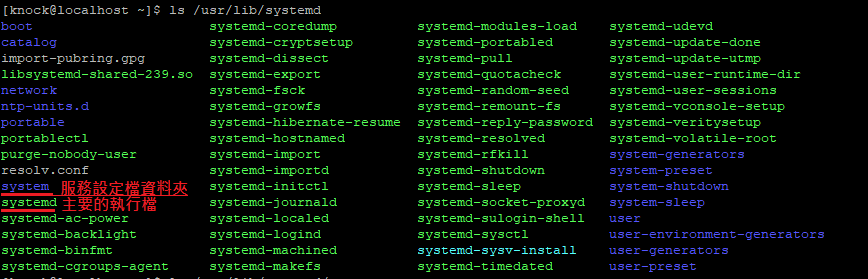 [knock@localhost ~]$ ls /usr/lib/systemd
boot systemd-coredump systemd-modules-load systemd-udevd
catalog systemd-cryptsetup systemd-portabled systemd-update-done
import-pubring.gpg systemd-dissect systemd-pull systemd-update-utmp
libsystemd-shared-239.so systemd-export systemd-quotacheck systemd-user-runtime-dir
network systemd-fsck systemd-random-seed systemd-user-sessions
ntp-units.d systemd-growfs systemd-remount-fs systemd-vconsole-setup
portable systemd-hibernate-resume systemd-reply-password systemd-veritysetup
portablectl systemd-hostnamed systemd-resolved systemd-volatile-root
purge-nobody-user systemd-import systemd-rfkill system-generators
resolv.conf systemd-importd systemd-shutdown system-preset
system 服務設定檔資料夾 systemd-initctl systemd-sleep system-shutdown
systemd 主要的執行檔 systemd-journald systemd-socket-proxyd system-sleep
systemd-ac-power systemd-localed systemd-sulogin-shell user
systemd-backlight systemd-logind systemd-sysctl user-environment-generators
systemd-binfmt systemd-machined systemd-sysv-install user-generators
systemd-cgroups-agent systemd-makefs systemd-timedated user-preset